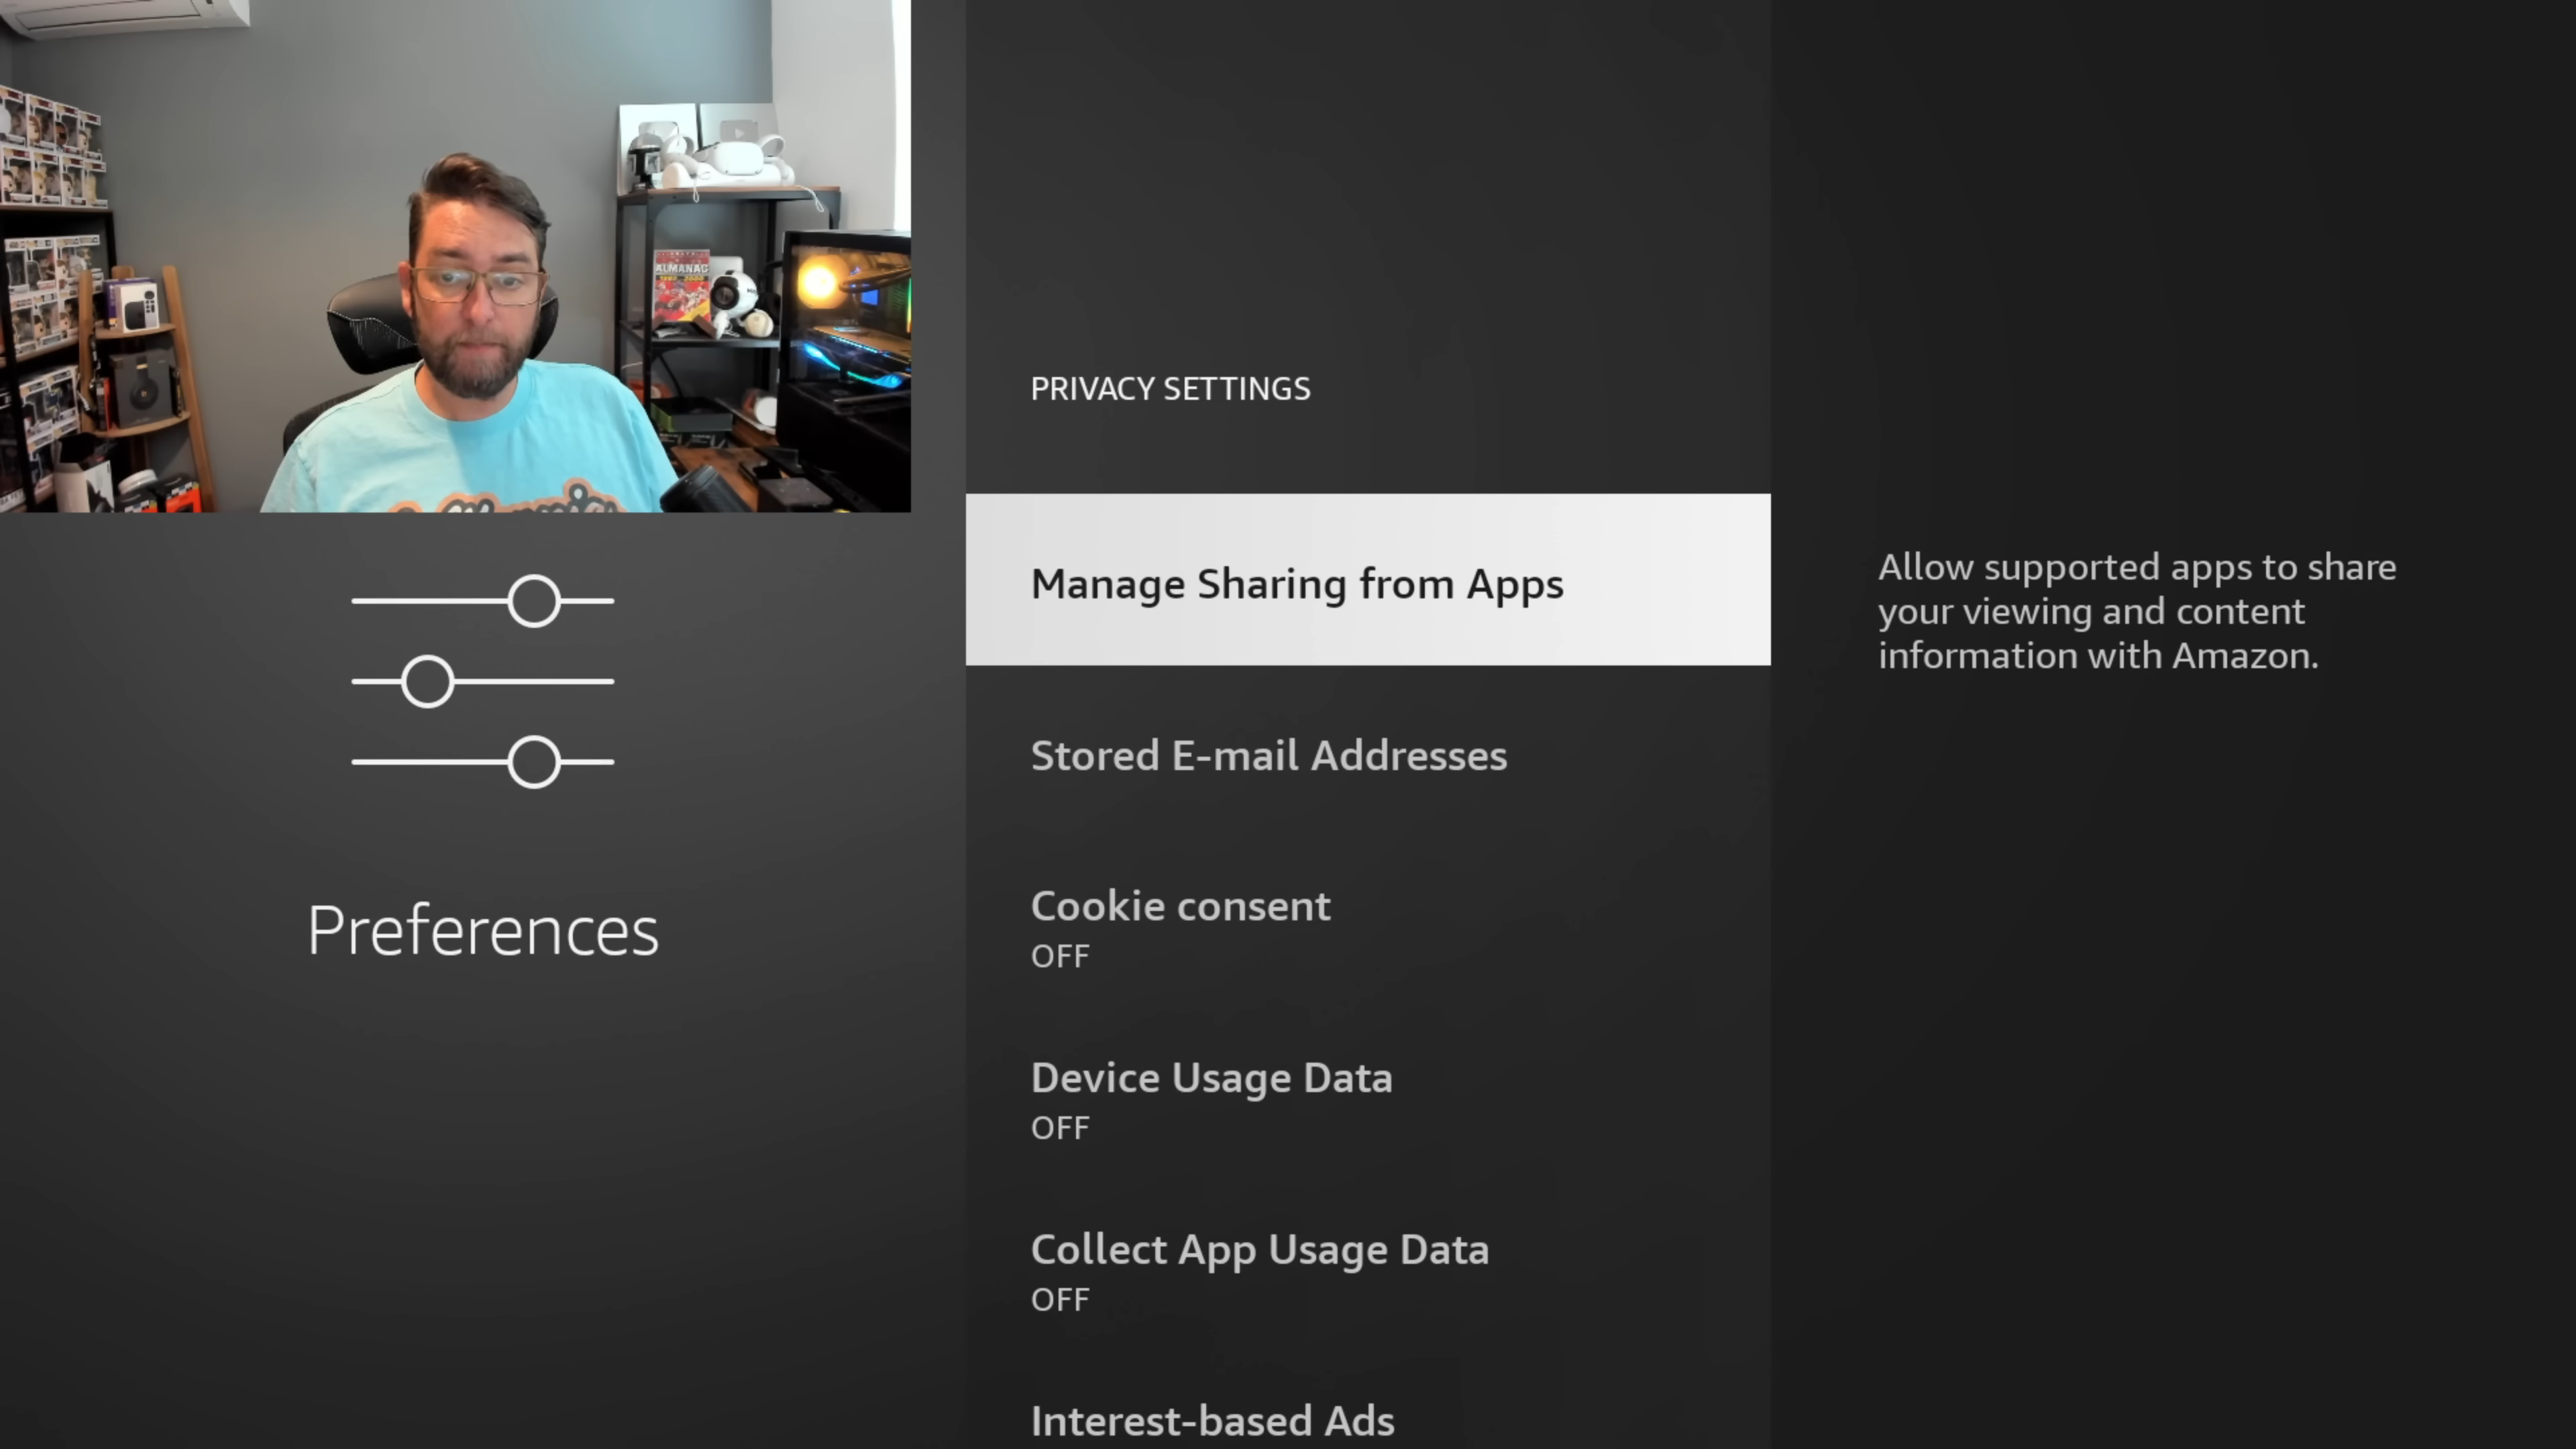 ALMANAC
PRIVACY SETTINGS
Manage Sharing from Apps
Allow supported apps to share
your viewing and content
information with Amazon.
Stored E-mail Addresses
Cookie consent
OFF
Preferences
Device Usage Data
OFF
Collect App Usage Data
OFF
Interest-based Ads